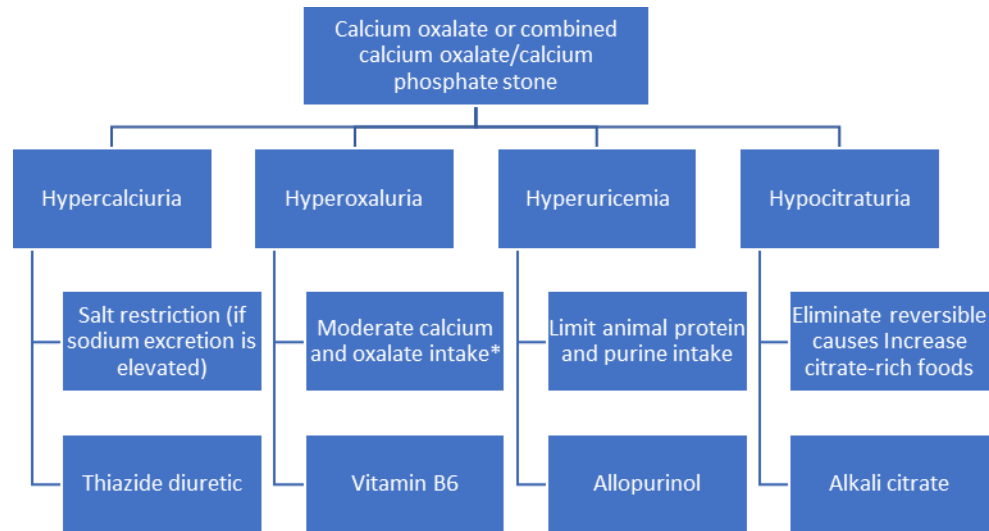 Calcium oxalate or combined
calcium oxalate/calcium
phosphate stone
Hypercalciuria
Hyperoxaluria
Hyperuricemia
Hypocitraturia
Salt restriction (if
sodium excretion is
elevated)
Moderate calcium
and oxalate intake*
Limit animal protein
and purine intake
Eliminate reversible
causes Increase
citrate-rich foods
Thiazide diuretic
Vitamin B6
Allopurinol
Alkali citrate